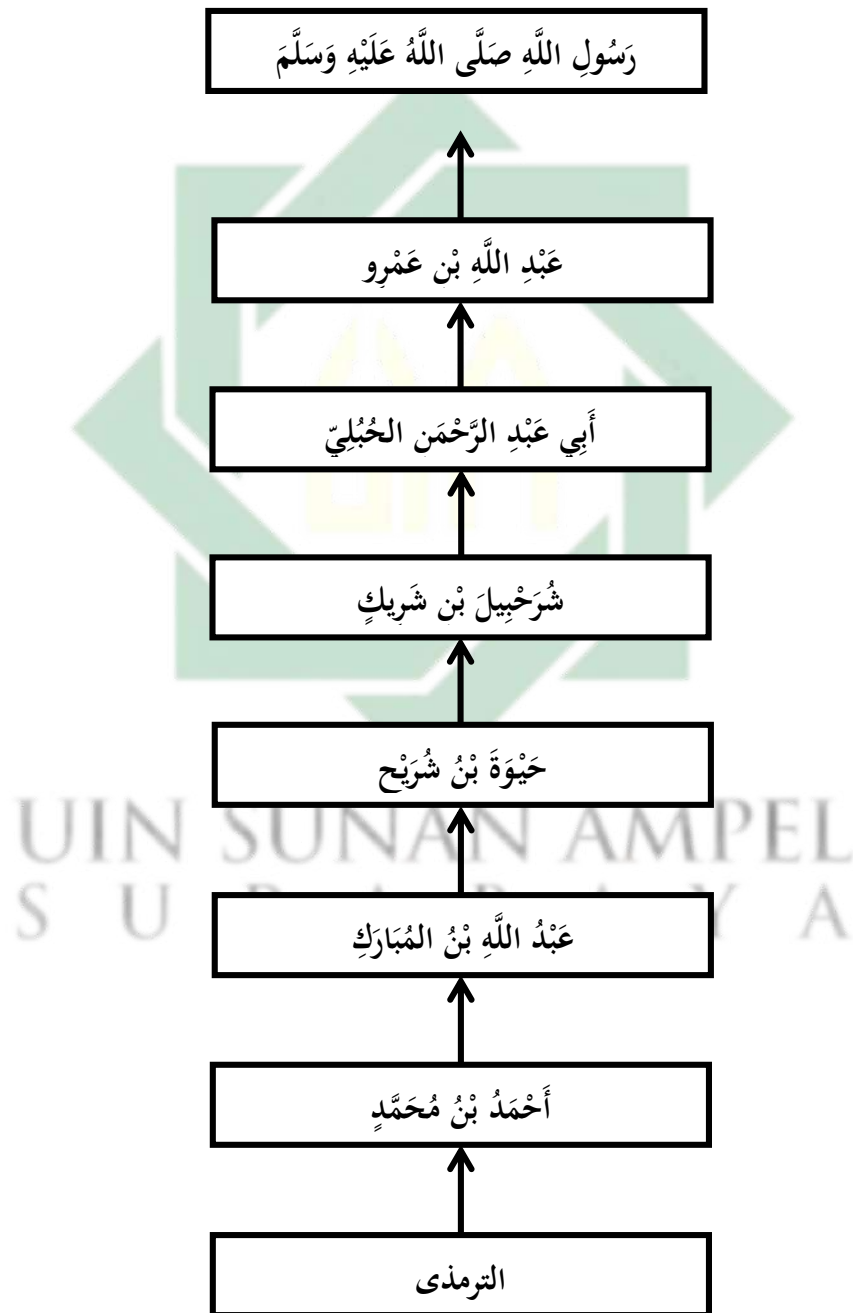 رَسُولِ اللَّهِ صَلَّى اللَّهُ عَلَيْهِ وَسَلَّمَ
عَبْدِ اللَّهِ بْنِ عَمْرٍو
أَبِي عَبْدِ الرَّحْمَنِ الحُبُلِيّ
شُرَحْبِيلَ بْنِ شَرِيكٍ
حَيْوَةَ بْنُ شُرَيْحٍ
UIN SUNAN AMPEL
S U R A B A Y A
عَبْدُ اللَّهِ بْنُ المُبَارَكِ
أَحْمَدُ بْنُ مُحَمَّدٍ
الترمذى